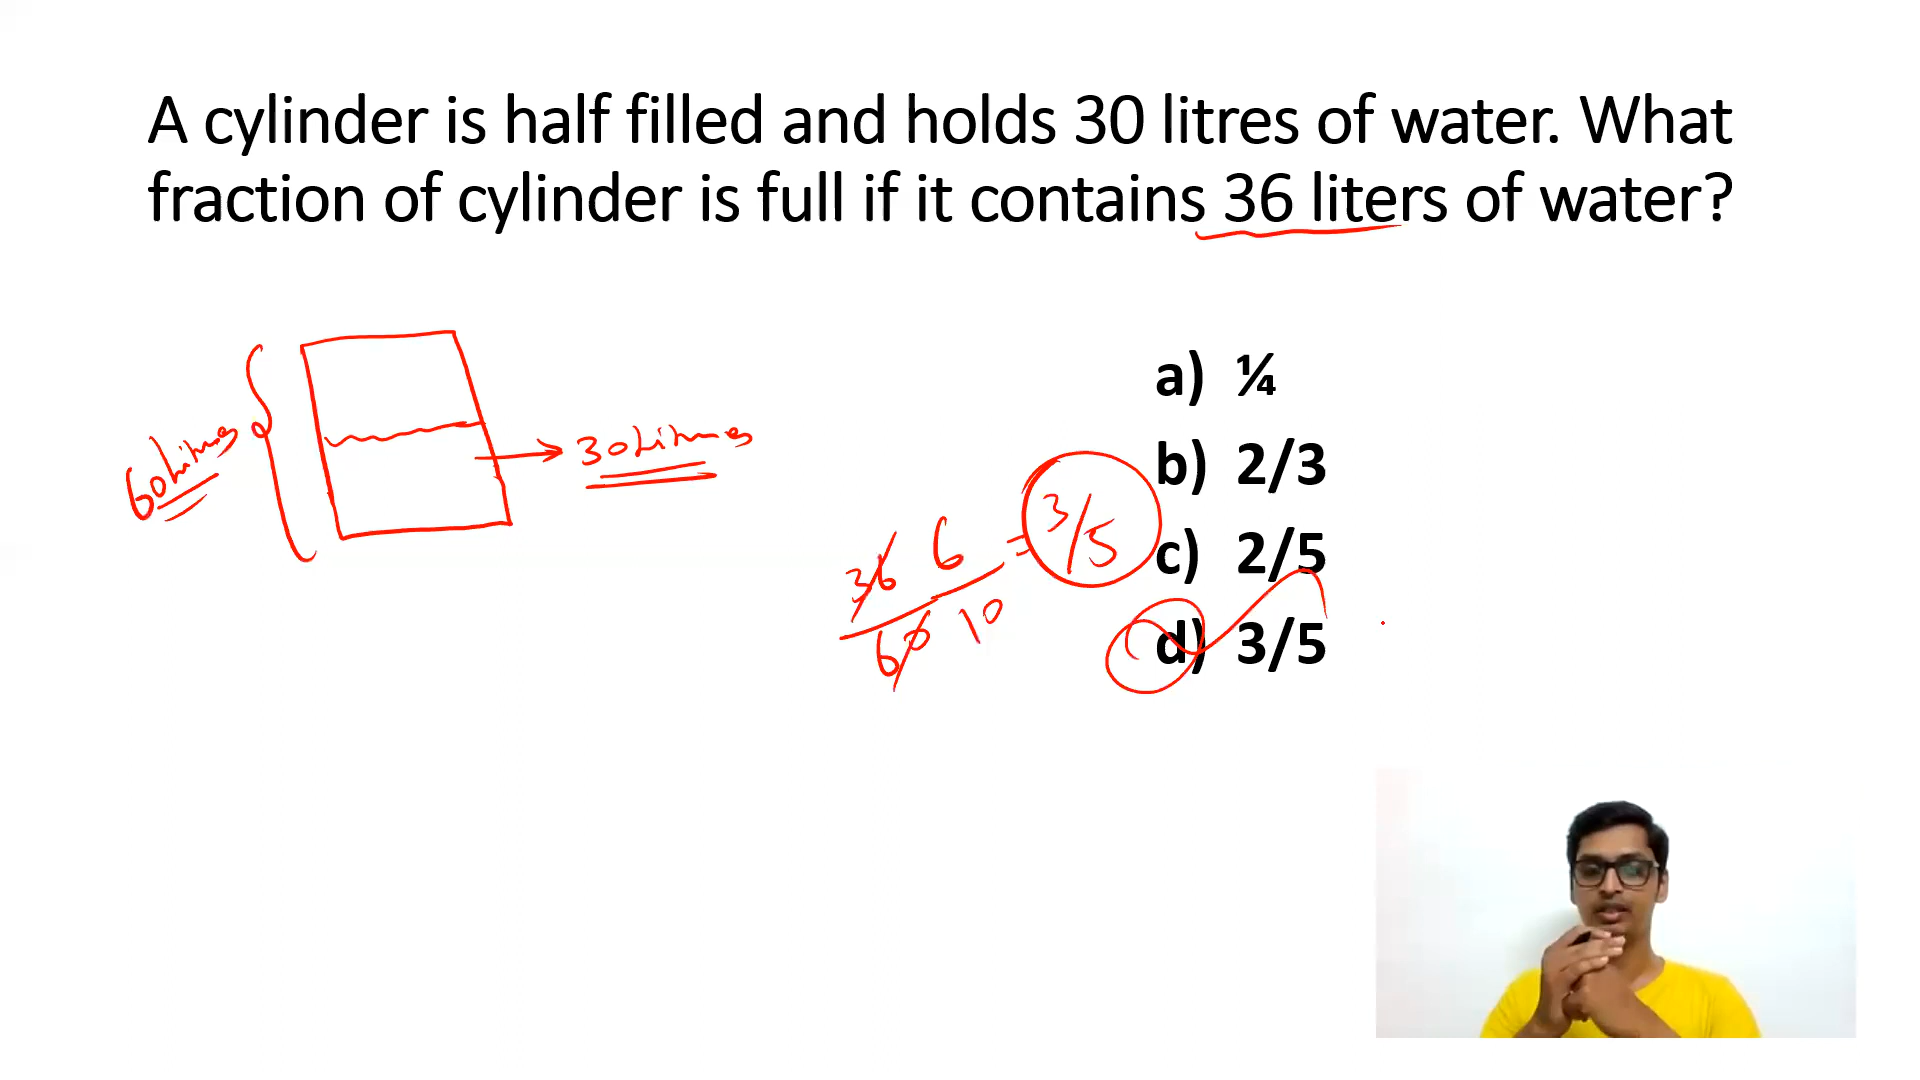 A cylinder is half filled and holds 30 litres of water. What
fraction of cylinder is full if it contains 36 liters of water?
60 Litres
30 Litres
36 6
60 10
= 3/5
a) ¼
b) 2/3
c) 2/5
d) 3/5